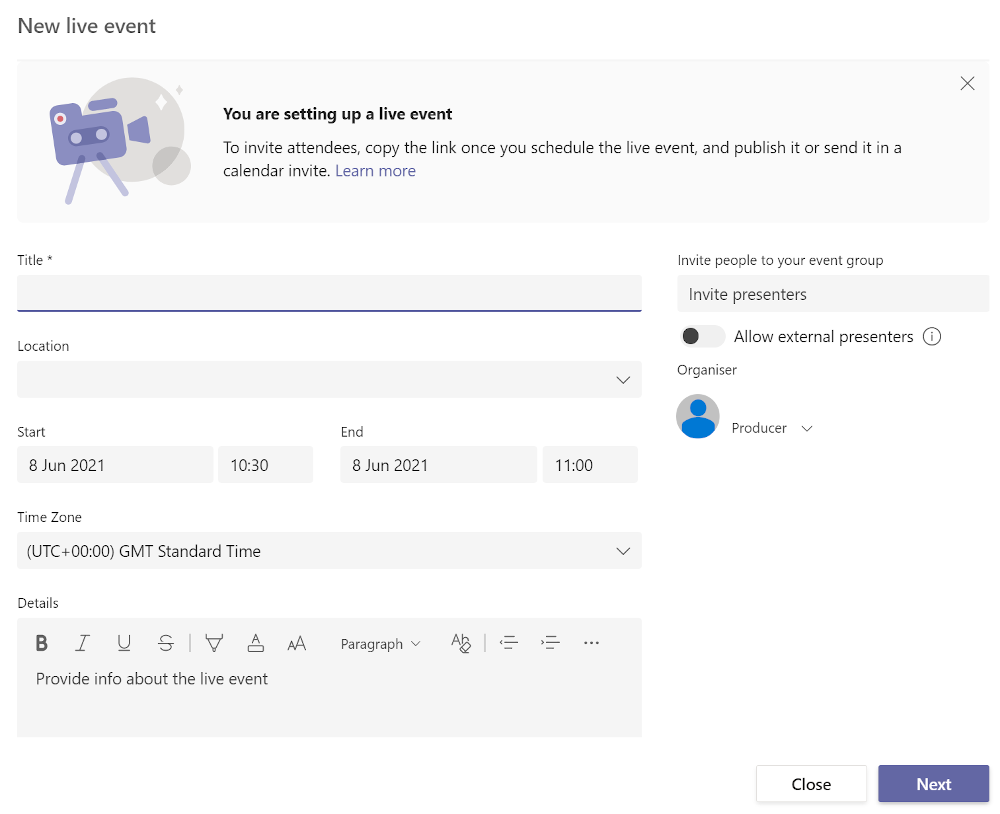 New live event
You are setting up a live event
To invite attendees, copy the link once you schedule the live event, and publish it or send it in a
calendar invite. Learn more
Title *
Location
Start
End
8 Jun 2021
10:30
8 Jun 2021
11:00
Time Zone
(UTC+00:00) GMT Standard Time
Details
B I U S A AA Paragraph Ab ...
Provide info about the live event
Invite people to your event group
Invite presenters
Allow external presenters
Organiser
Producer
Close
Next